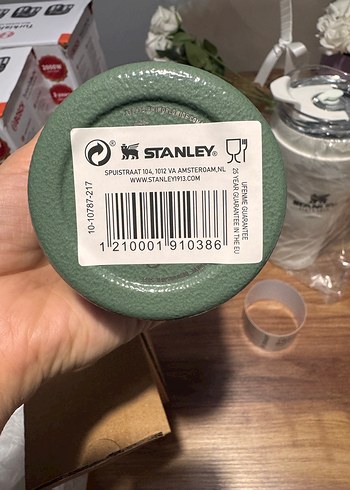 STANLEY®
SPUISTRAAT 104, 1012 VA AMSTERDAM,NL
WWW.STANLEY1913.COM
10-10787-217
1 210001 910386
LIFETIME GUARANTEE
25 YEAR GUARANTEE IN THE EU